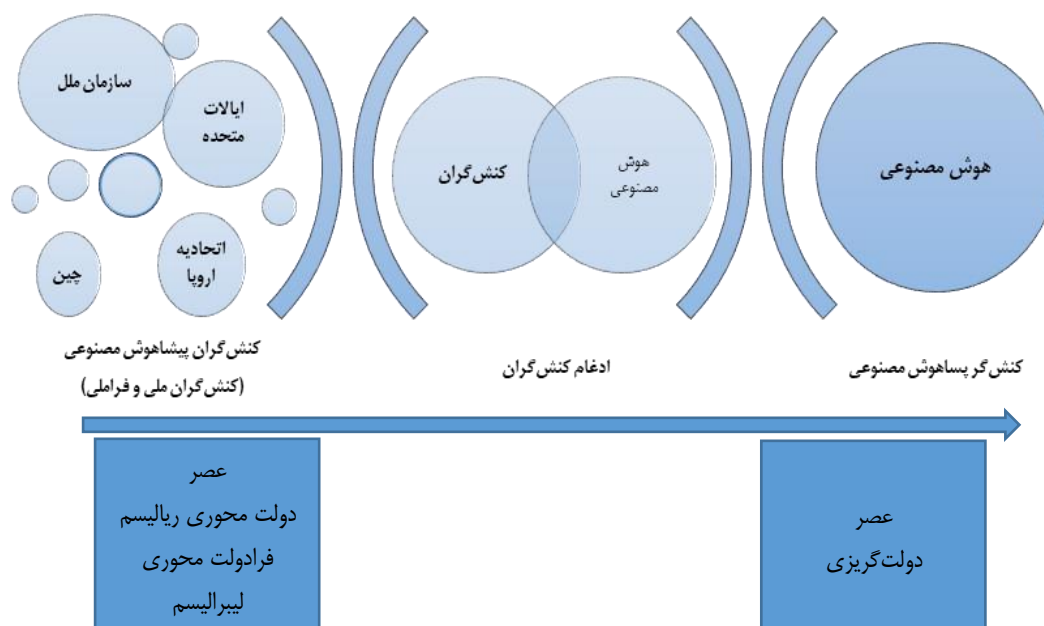 سازمان ملل
ایالات
متحده
اتحادیه
اروپا
چین
کنش‌گران
هوش
مصنوعی
هوش مصنوعی
کنش‌گران پیشاهوش مصنوعی
(کنش‌گران ملی و فراملی)
ادغام کنش‌گران
کنش‌گر پساهوش مصنوعی
عصر
دولت محوری ریالیسم
فرادولت محوری
لیبرالیسم
عصر
دولت‌گریزی